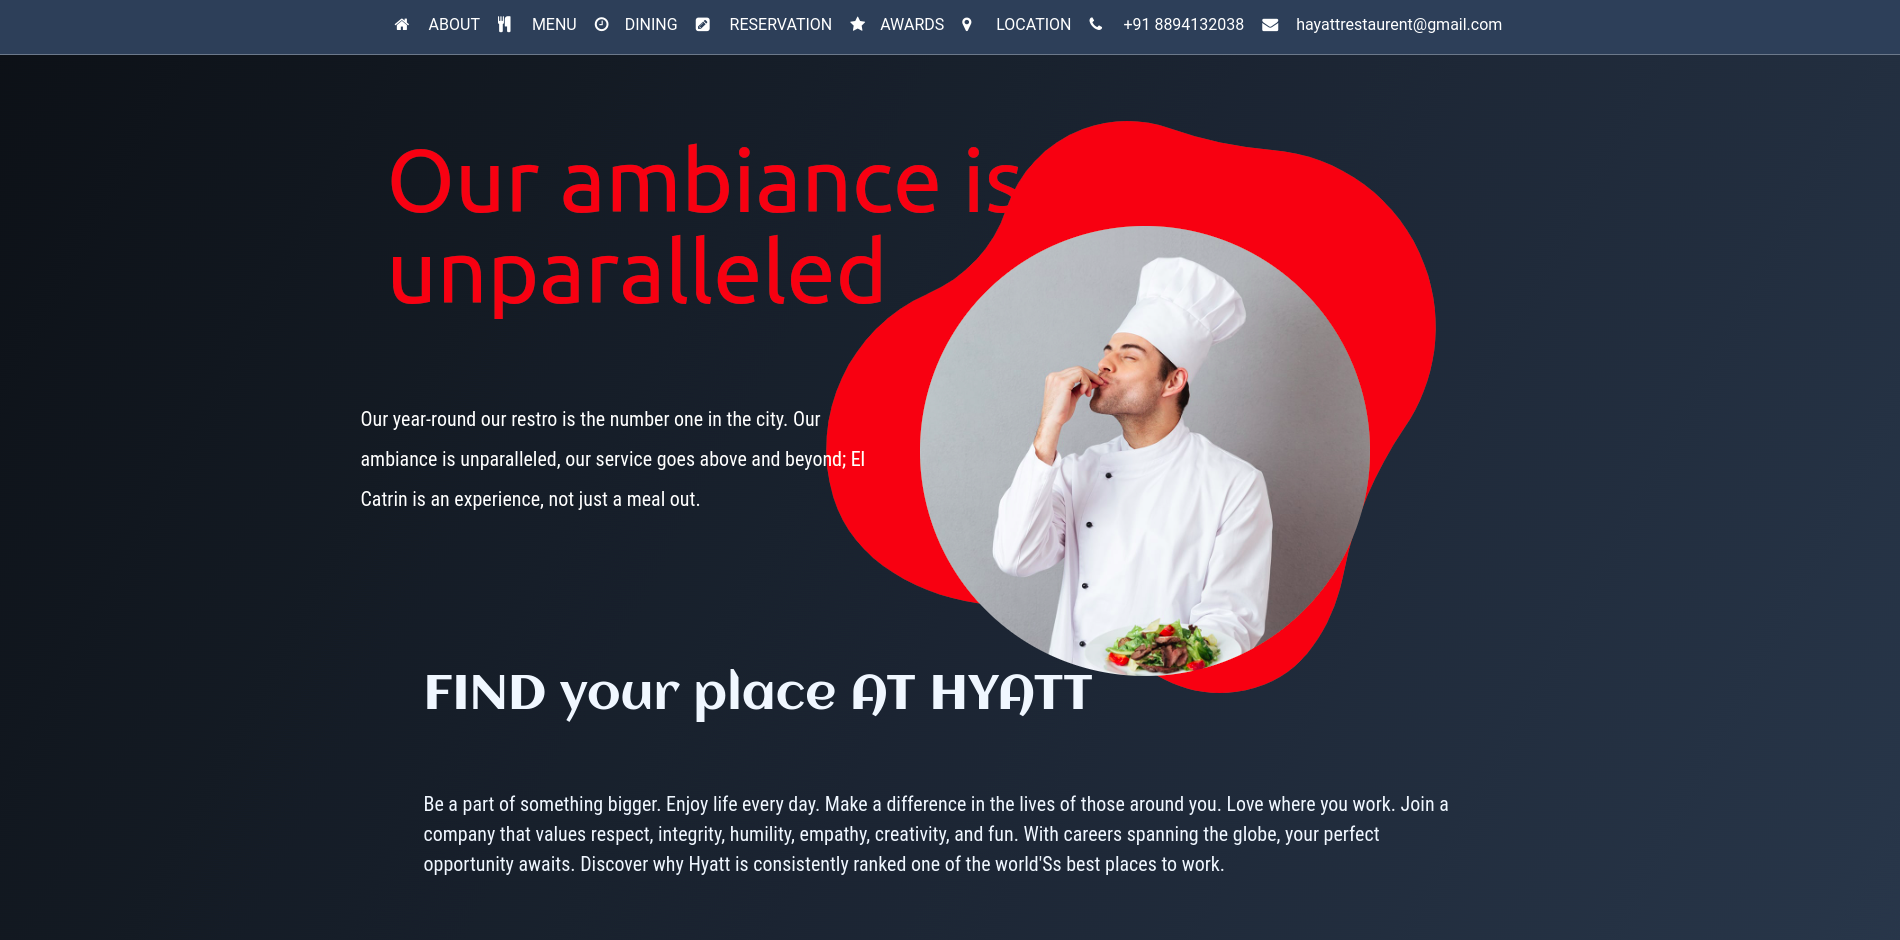 ABOUT MENU DINING RESERVATION AWARDS LOCATION +91 8894132038 hayattrestaurent@gmail.com
Our ambiance is
unparalleled
Our year-round our restro is the number one in the city. Our
ambiance is unparalleled, our service goes above and beyond; El
Catrin is an experience, not just a meal out.
FIND your place AT HYATT
Be a part of something bigger. Enjoy life every day. Make a difference in the lives of those around you. Love where you work. Join a
company that values respect, integrity, humility, empathy, creativity, and fun. With careers spanning the globe, your perfect
opportunity awaits. Discover why Hyatt is consistently ranked one of the world'Ss best places to work.